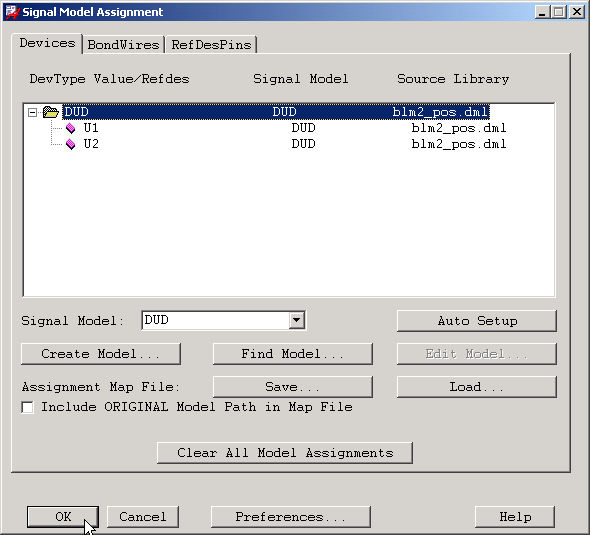 Signal Model Assignment
Devices BondWires RefDesPins
DevType Value/Refdes Signal Model Source Library
DUD DUD blm2_pos.dml
U1 DUD blm2_pos.dml
U2 DUD blm2_pos.dml
Signal Model: DUD Auto Setup
Create Model... Find Model... Edit Model...
Assignment Map File: Save... Load...
Include ORIGINAL Model Path in Map File
Clear All Model Assignments
OK Cancel Preferences... Help